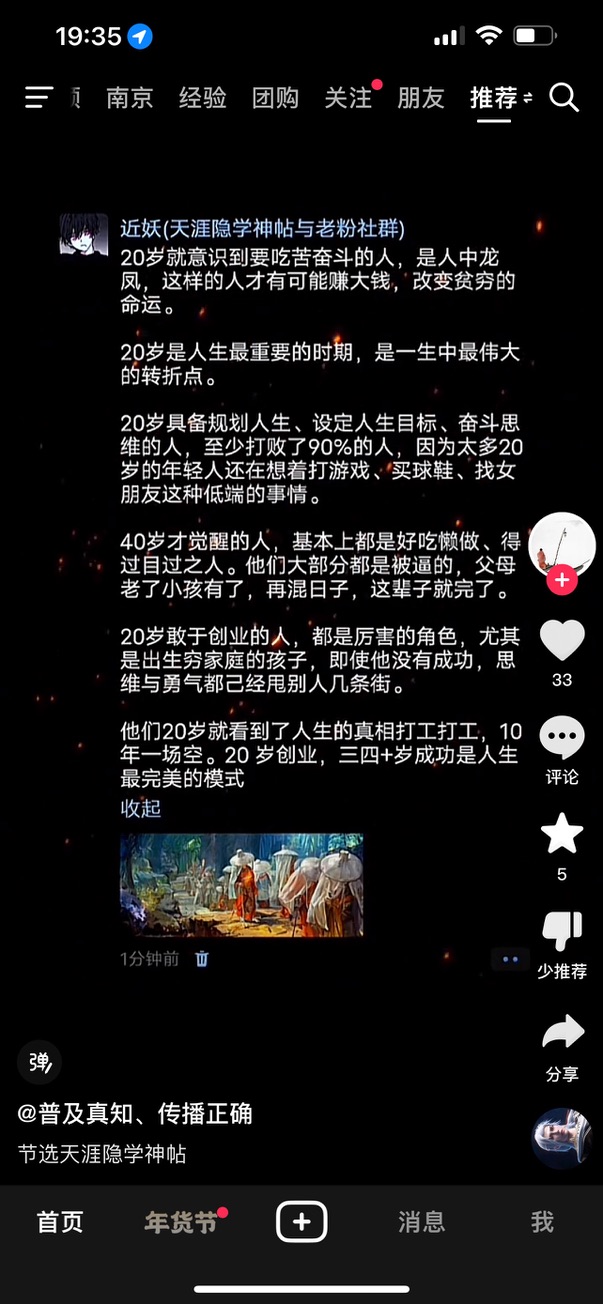 19:35
南京 经验 团购 关注 朋友 推荐
近妖(天涯隐学神帖与老粉社群)
20岁就意识到要吃苦奋斗的人，是人中龙
凤，这样的人才有可能赚大钱，改变贫穷的
命运。
20岁是人生最重要的时期，是一生中最伟大
的转折点。
20岁具备规划人生、设定人生目标、奋斗思
维的人，至少打败了90%的人，因为太多20
岁的年轻人还在想着打游戏、买球鞋、找女
朋友这种低端的事情。
40岁才觉醒的人，基本上都是好吃懒做、得
过且过之人。他们大部分都是被逼的，父母
老了小孩有了，再混日子，这辈子就完了。
20岁敢于创业的人，都是厉害的角色，尤其
是出生穷家庭的孩子，即使他没有成功，思
维与勇气都己经甩别人几条街。
他们20岁就看到了人生的真相打工打工，10
年一场空。20 岁创业，三四+岁成功是人生
最完美的模式
收起
1分钟前
33
评论
5
少推荐
分享
弹
@普及真知、传播正确
节选天涯隐学神帖
首页 年货节 消息 我